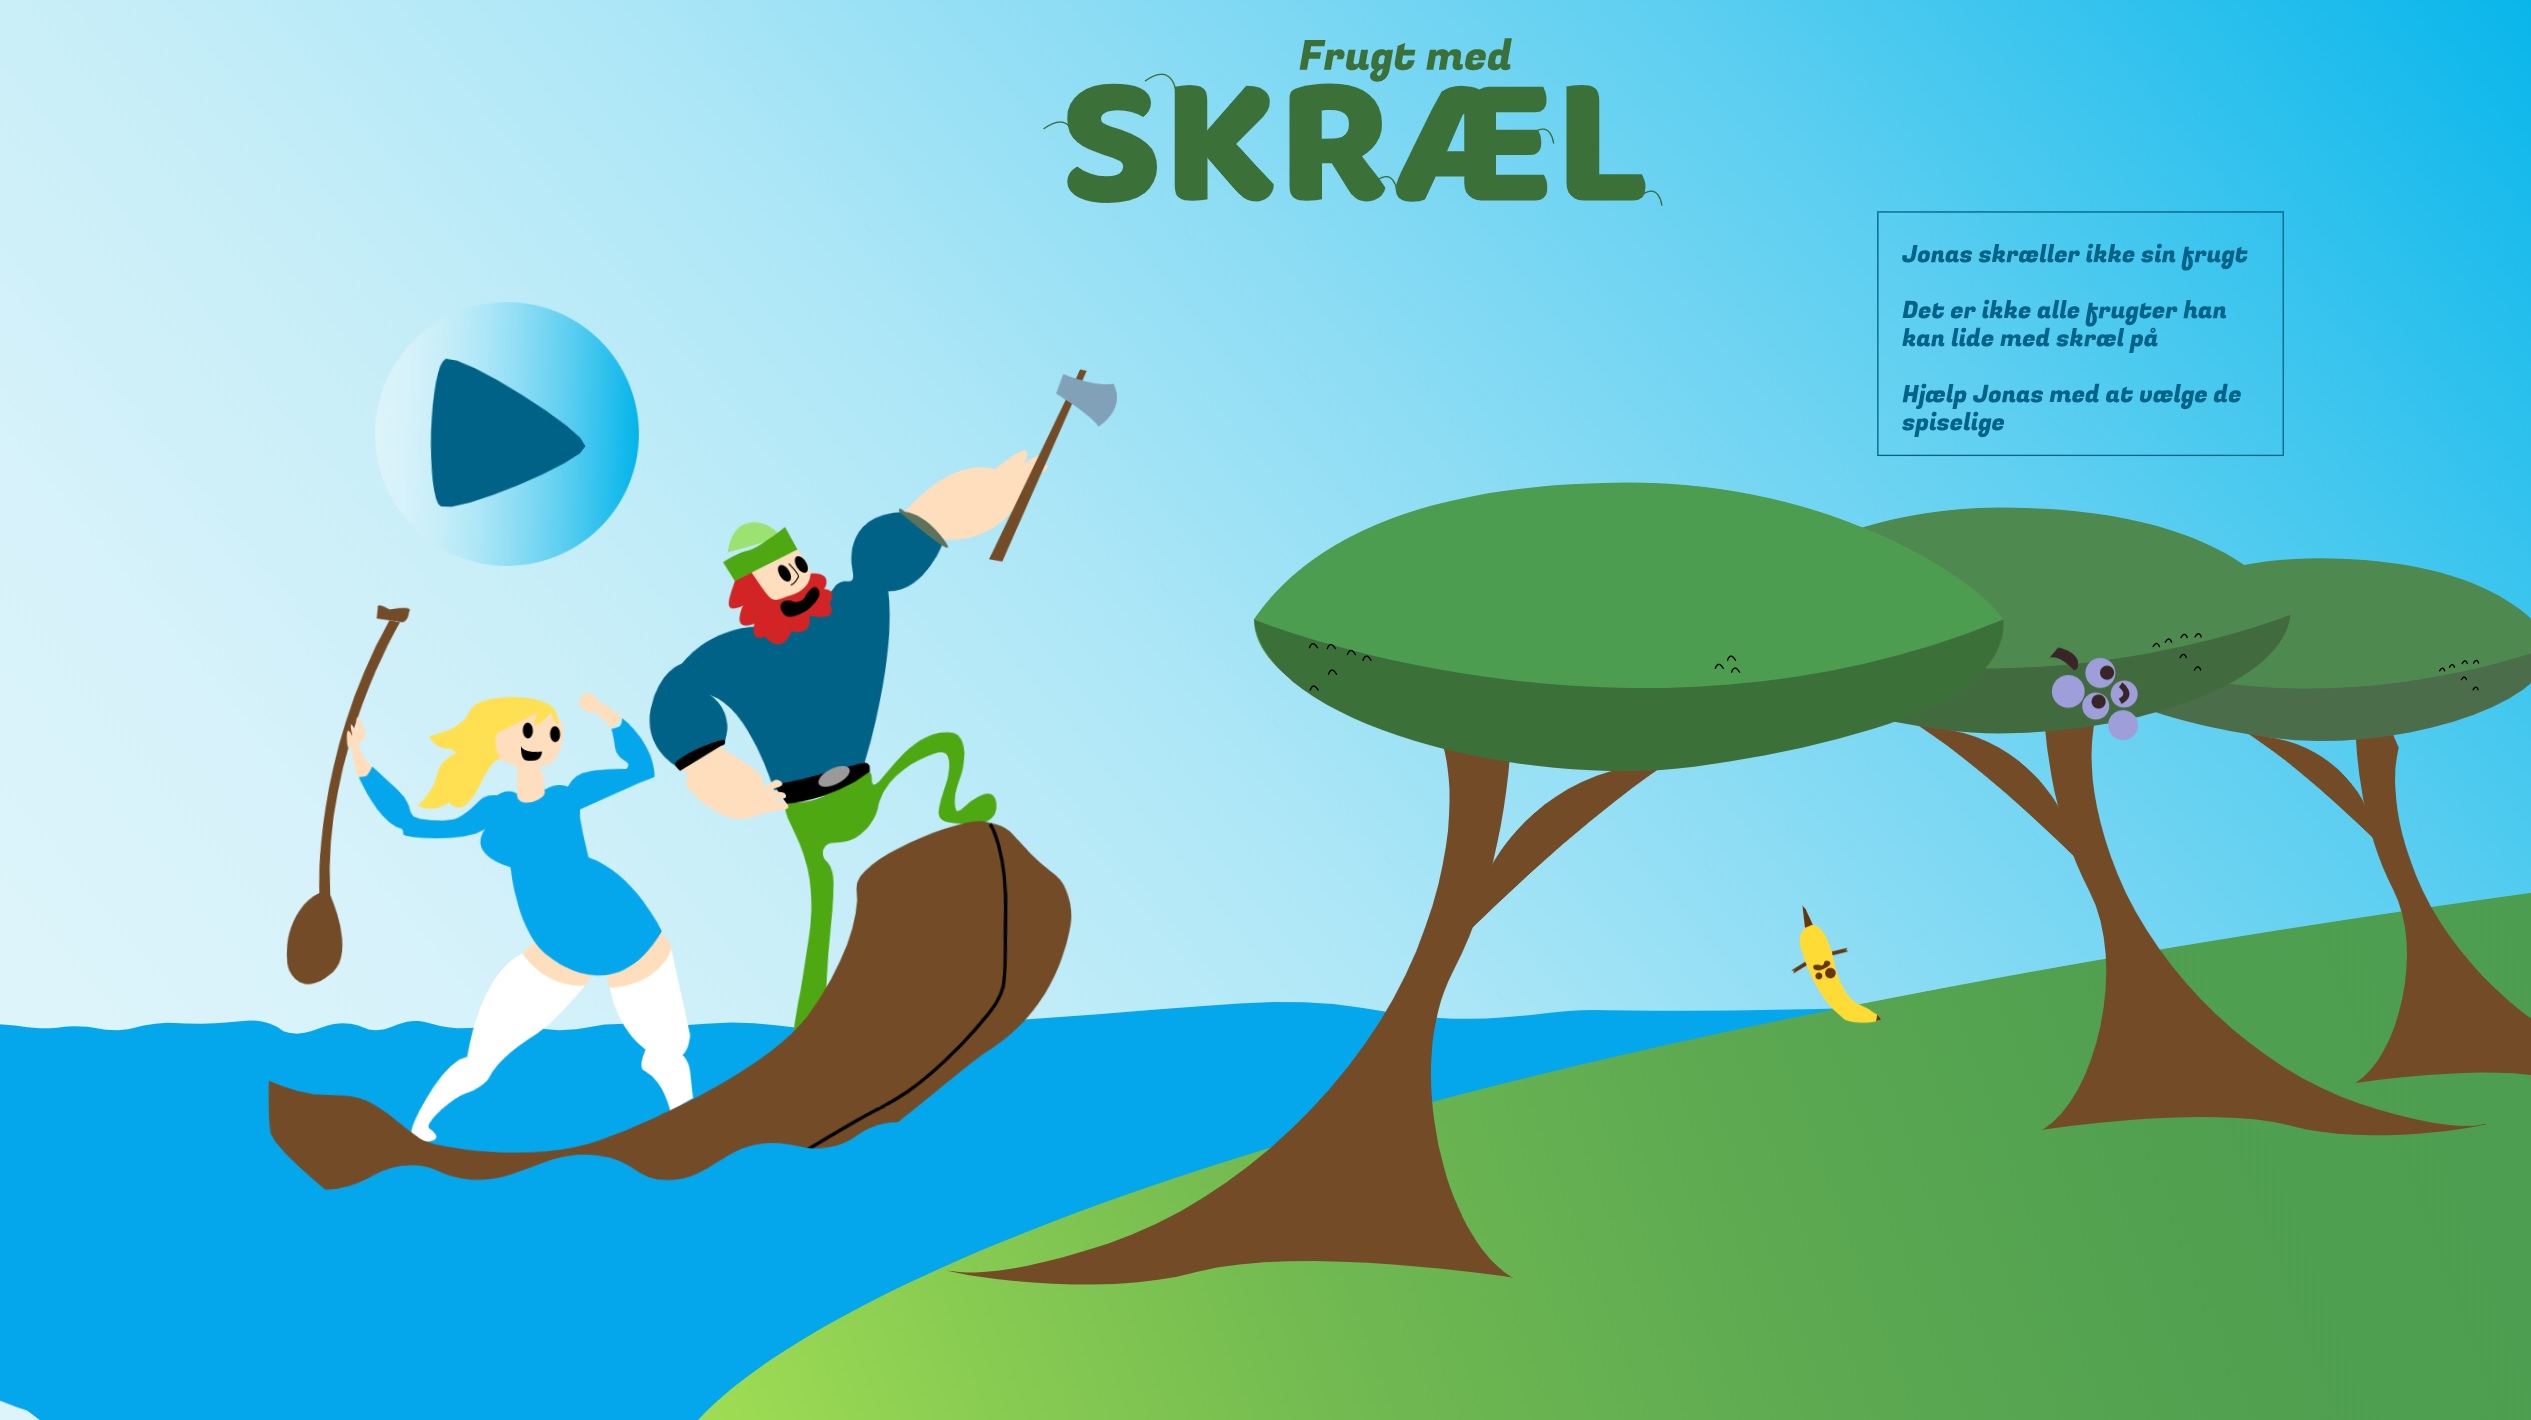 Frugt med
SKRÆL
Jonas skræller ikke sin frugt
Det er ikke alle frugter han
kan lide med skræl på
Hjælp Jonas med at vælge de
spiselige